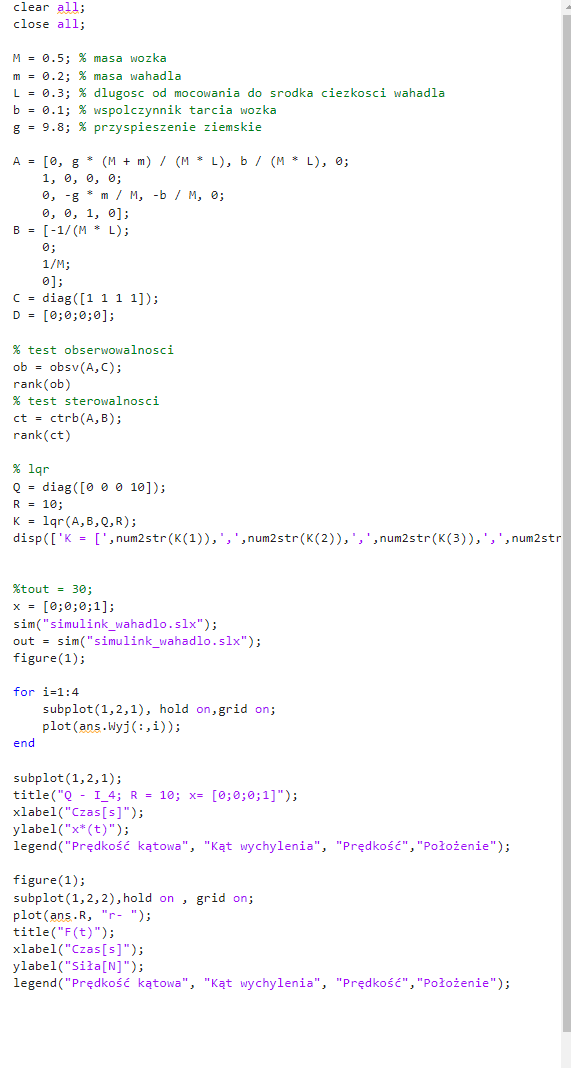 clear all;
close all;
M = 0.5; % masa wozka
m = 0.2; % masa wahadla
L = 0.3; % dlugosc od mocowania do srodka ciezkosci wahadla
b = 0.1; % wspolczynnik tarcia wozka
g = 9.8; % przyspieszenie ziemskie
A = [0, g * (M + m) / (M * L), b / (M * L), 0;
1, 0, 0, 0;
0, -g * m / M, -b / M, 0;
0, 0, 1, 0];
B = [-1/(M * L);
0;
1/M;
0];
C = diag([1 1 1 1]);
D = [0;0;0;0];
% test obserwowalnosci
ob = obsv(A,C);
rank(ob)
% test sterowalnosci
ct = ctrb(A,B);
rank(ct)
% lqr
Q = diag([0 0 0 10]);
R = 10;
K = lqr(A,B,Q,R);
disp(['K = [',num2str(K(1)),',',num2str(K(2)),',',num2str(K(3)),',',num2str
%tout = 30;
x = [0;0;0;1];
sim("simulink_wahadlo.slx");
out = sim("simulink_wahadlo.slx");
figure(1);
for i=1:4
subplot(1,2,1), hold on,grid on;
plot(ans.Wyj(:,i));
end
subplot(1,2,1);
title("Q - I_4; R = 10; x= [0;0;0;1]");
xlabel("Czas[s]");
ylabel("x*(t)");
legend("Prędkość kątowa", "Kąt wychylenia", "Prędkość","Położenie");
figure(1);
subplot(1,2,2),hold on , grid on;
plot(ans.R, "r- ");
title("F(t)");
xlabel("Czas[s]");
ylabel("Siła[N]");
legend("Prędkość kątowa", "Kąt wychylenia", "Prędkość","Położenie");